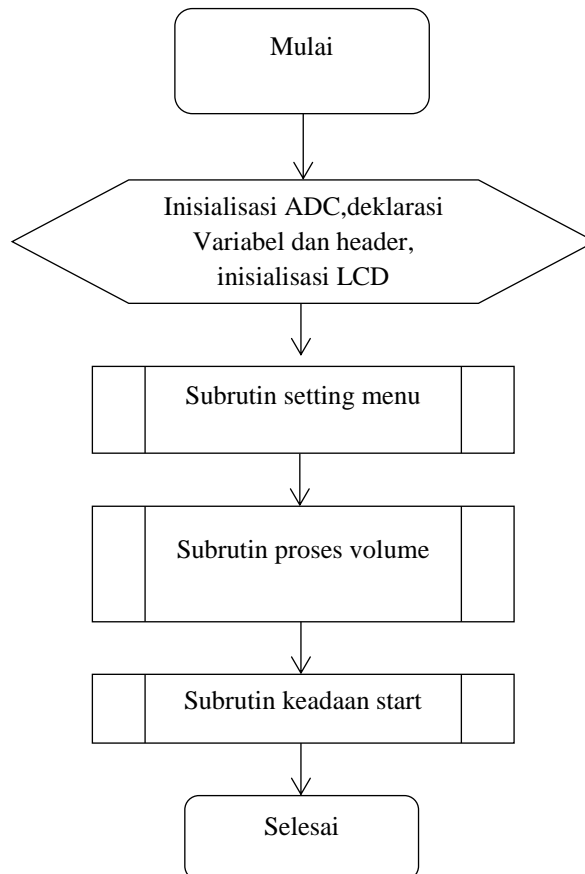 Mulai
Inisialisasi ADC,deklarasi
Variabel dan header,
inisialisasi LCD
Subrutin setting menu
Subrutin proses volume
Subrutin keadaan start
Selesai